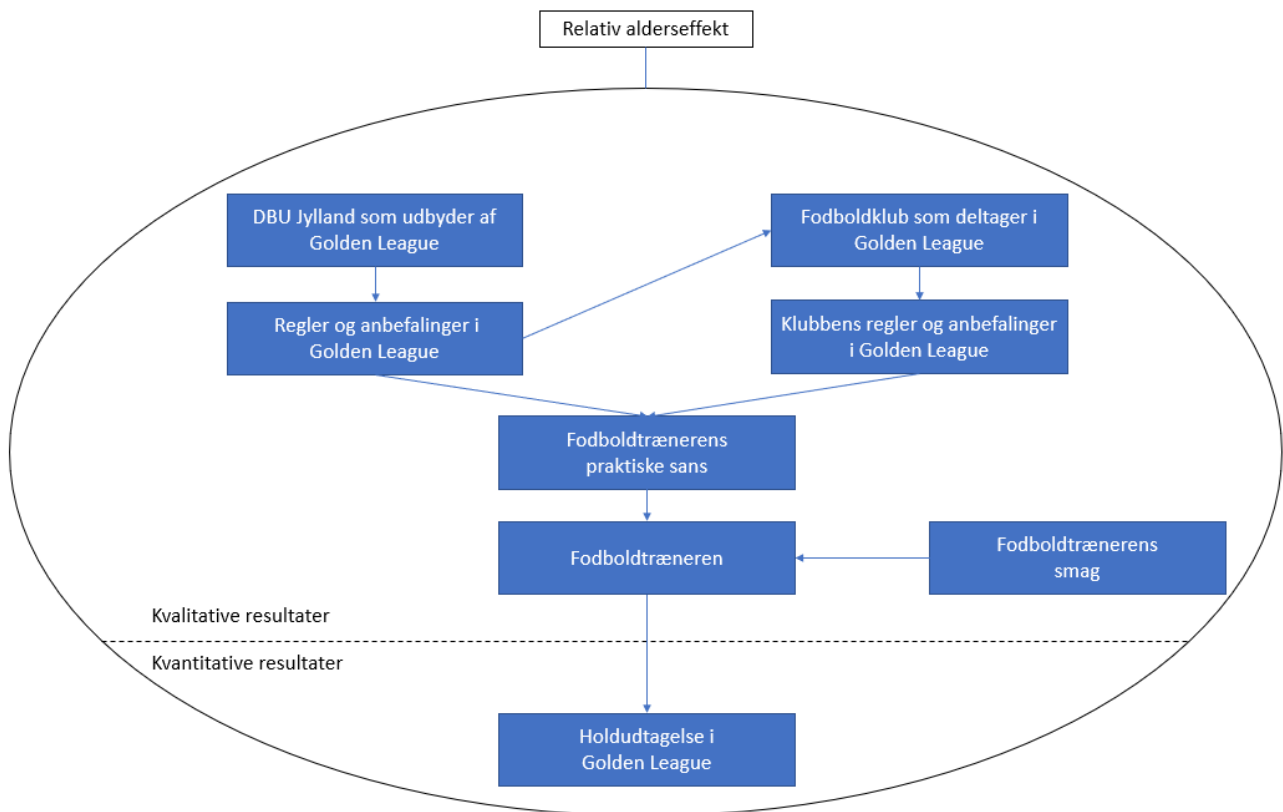 Relativ alderseffekt
DBU Jylland som udbyder af
Golden League
Fodboldklub som deltager i
Golden League
Regler og anbefalinger i
Golden League
Klubbens regler og anbefalinger
i Golden League
Fodboldtrænerens
praktiske sans
Fodboldtræneren
Fodboldtrænerens
smag
Kvalitative resultater
Kvantitative resultater
Holdudtagelse i
Golden League